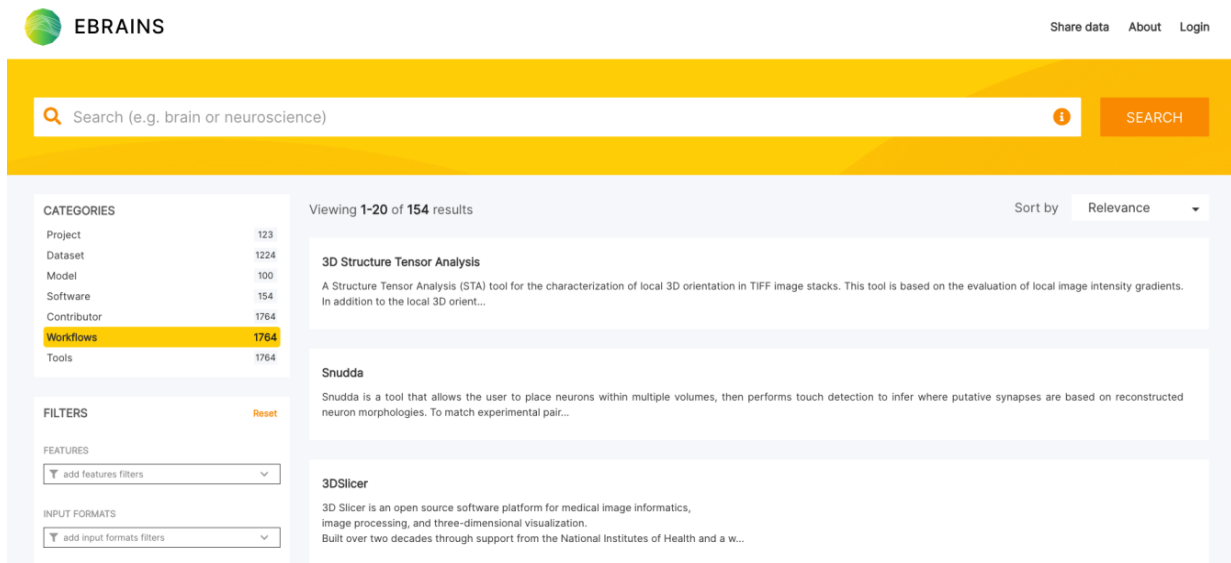 EBRAINS
Share data About Login
Search (e.g. brain or neuroscience)
SEARCH
CATEGORIES
Project 123
Dataset 1224
Model 100
Software 154
Contributor 1764
Workflows 1764
Tools 1764
FILTERS Reset
FEATURES
add features filters
INPUT FORMATS
add input formats filters
Viewing 1-20 of 154 results
Sort by Relevance
3D Structure Tensor Analysis
A Structure Tensor Analysis (STA) tool for the characterization of local 3D orientation in TIFF image stacks. This tool is based on the evaluation of local image intensity gradients.
In addition to the local 3D orient...
Snudda
Snudda is a tool that allows the user to place neurons within multiple volumes, then performs touch detection to infer where putative synapses are based on reconstructed
neuron morphologies. To match experimental pair...
3DSlicer
3D Slicer is an open source software platform for medical image informatics,
image processing, and three-dimensional visualization.
Built over two decades through support from the National Institutes of Health and a w...